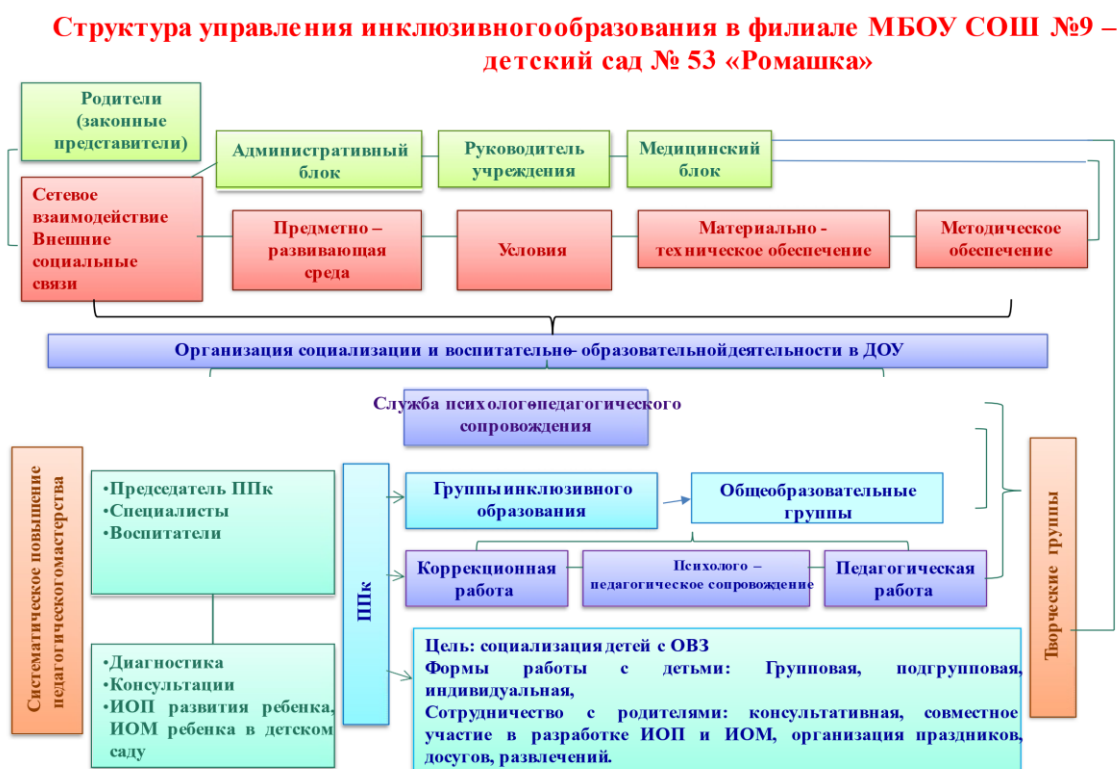 Структура управления инклюзивногообразования в филиале МБОУ СОШ №9 –
детский сад № 53 «Ромашка»
Родители
(законные
представители)
Административный
блок
Руководитель
учреждения
Медицинский
блок
Сетевое
взаимодействие
Внешние
социальные
связи
Предметно –
развивающая
среда
Условия
Материально -
техническое обеспечение
Методическое
обеспечение
Организация социализации и воспитательно– образовательнойдеятельности в ДОУ
Служба психологопедагогического
сопровождения
Систематическое повышение
педагогическогомастерства
•Председатель ППк
•Специалисты
•Воспитатели
•Диагностика
•Консультации
•ИОП развития ребенка,
ИОМ ребенка в детском
саду
ППк
Группыинклюзивного
образования
Общеобразовательные
группы
Коррекционная
работа
Психолого –
педагогическое сопровождение
Педагогическая
работа
Цель: социализация детей с ОВЗ
Формы работы с детьми: Групповая, подгрупповая,
индивидуальная,
Сотрудничество с родителями: консультативная, совместное
участие в разработке ИОП и ИОМ, организация праздников,
досугов, развлечений.
Творческие группы